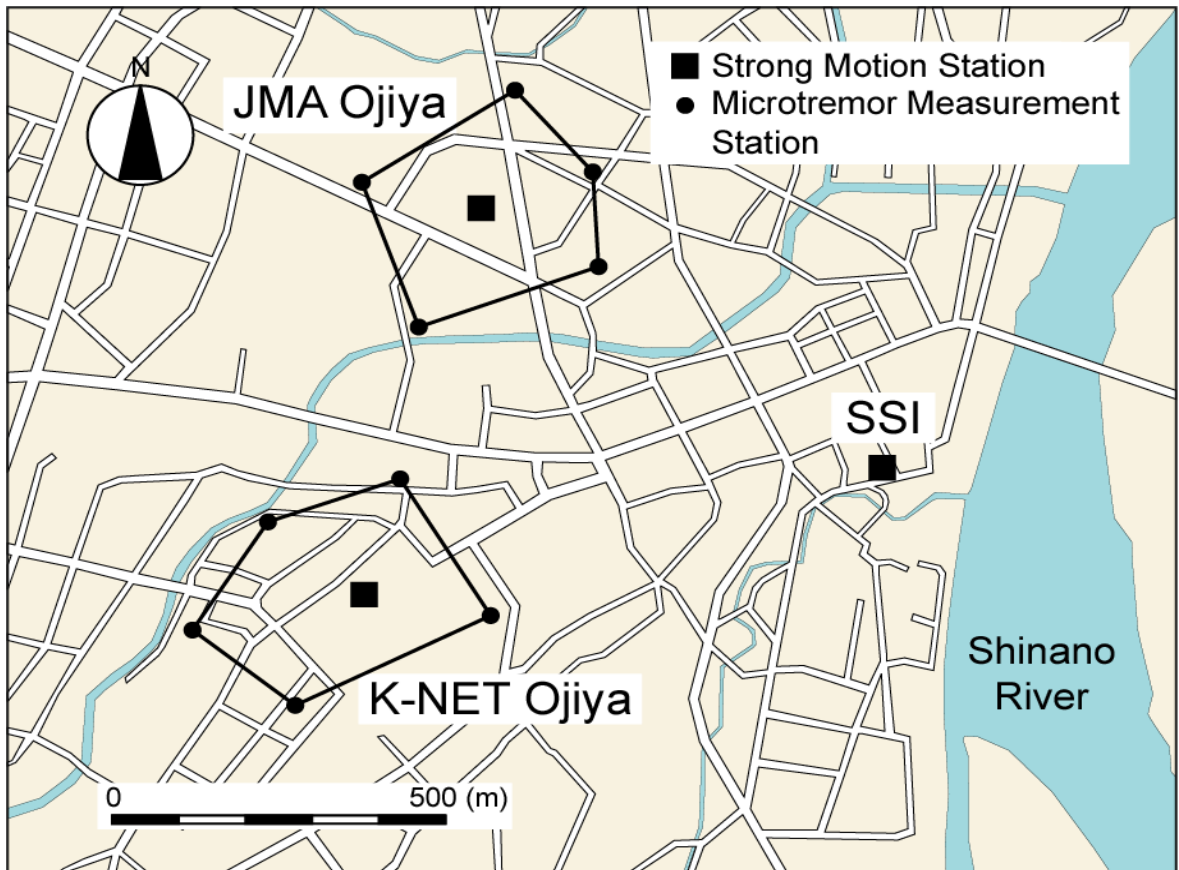 N
JMA Ojiya
Strong Motion Station
Microtremor Measurement
Station
SSI
Shinano
River
K-NET Ojiya
0 500 (m)